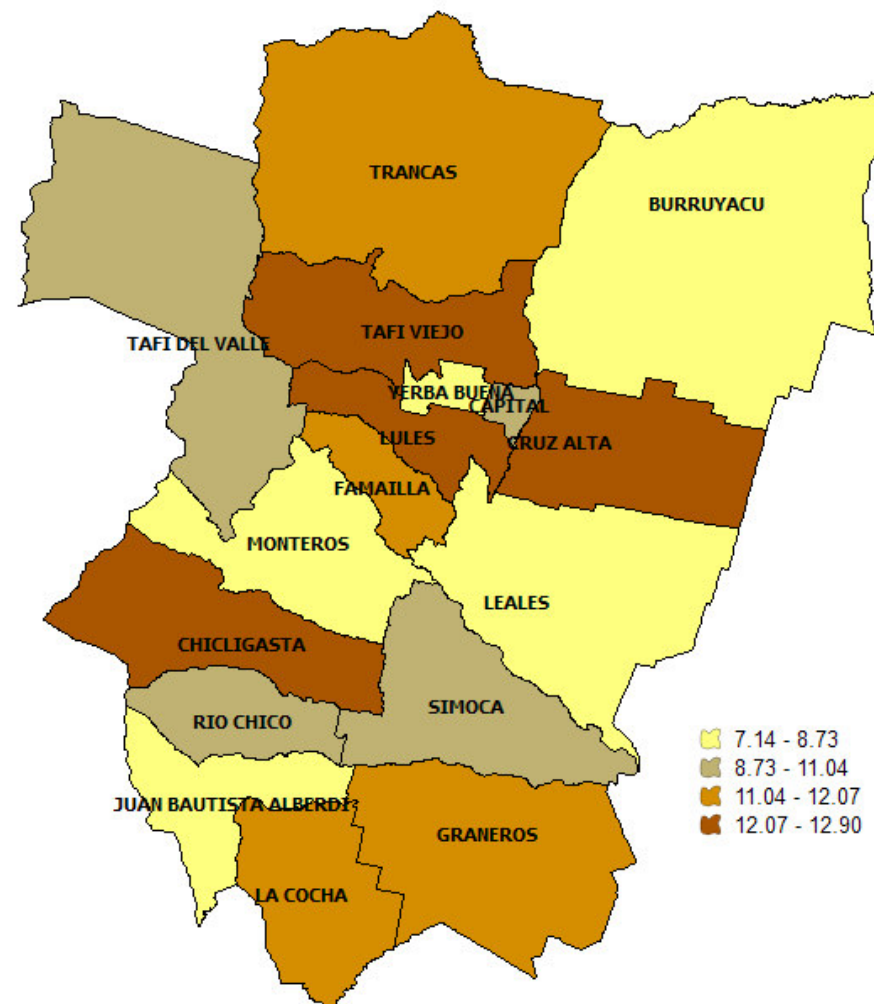 TRANCAS
BURRUYACU
TAFI VIEJO
TAFI DEL VALLE
YERBA BUENA
CAPITAL
LULES
CRUZ ALTA
FAMAILLA
MONTEROS
LEALES
CHICLIGASTA
SIMOCA
RIO CHICO
JUAN BAUTISTA ALBERDI
GRANEROS
LA COCHA
7.14 - 8.73
8.73 - 11.04
11.04 - 12.07
12.07 - 12.90